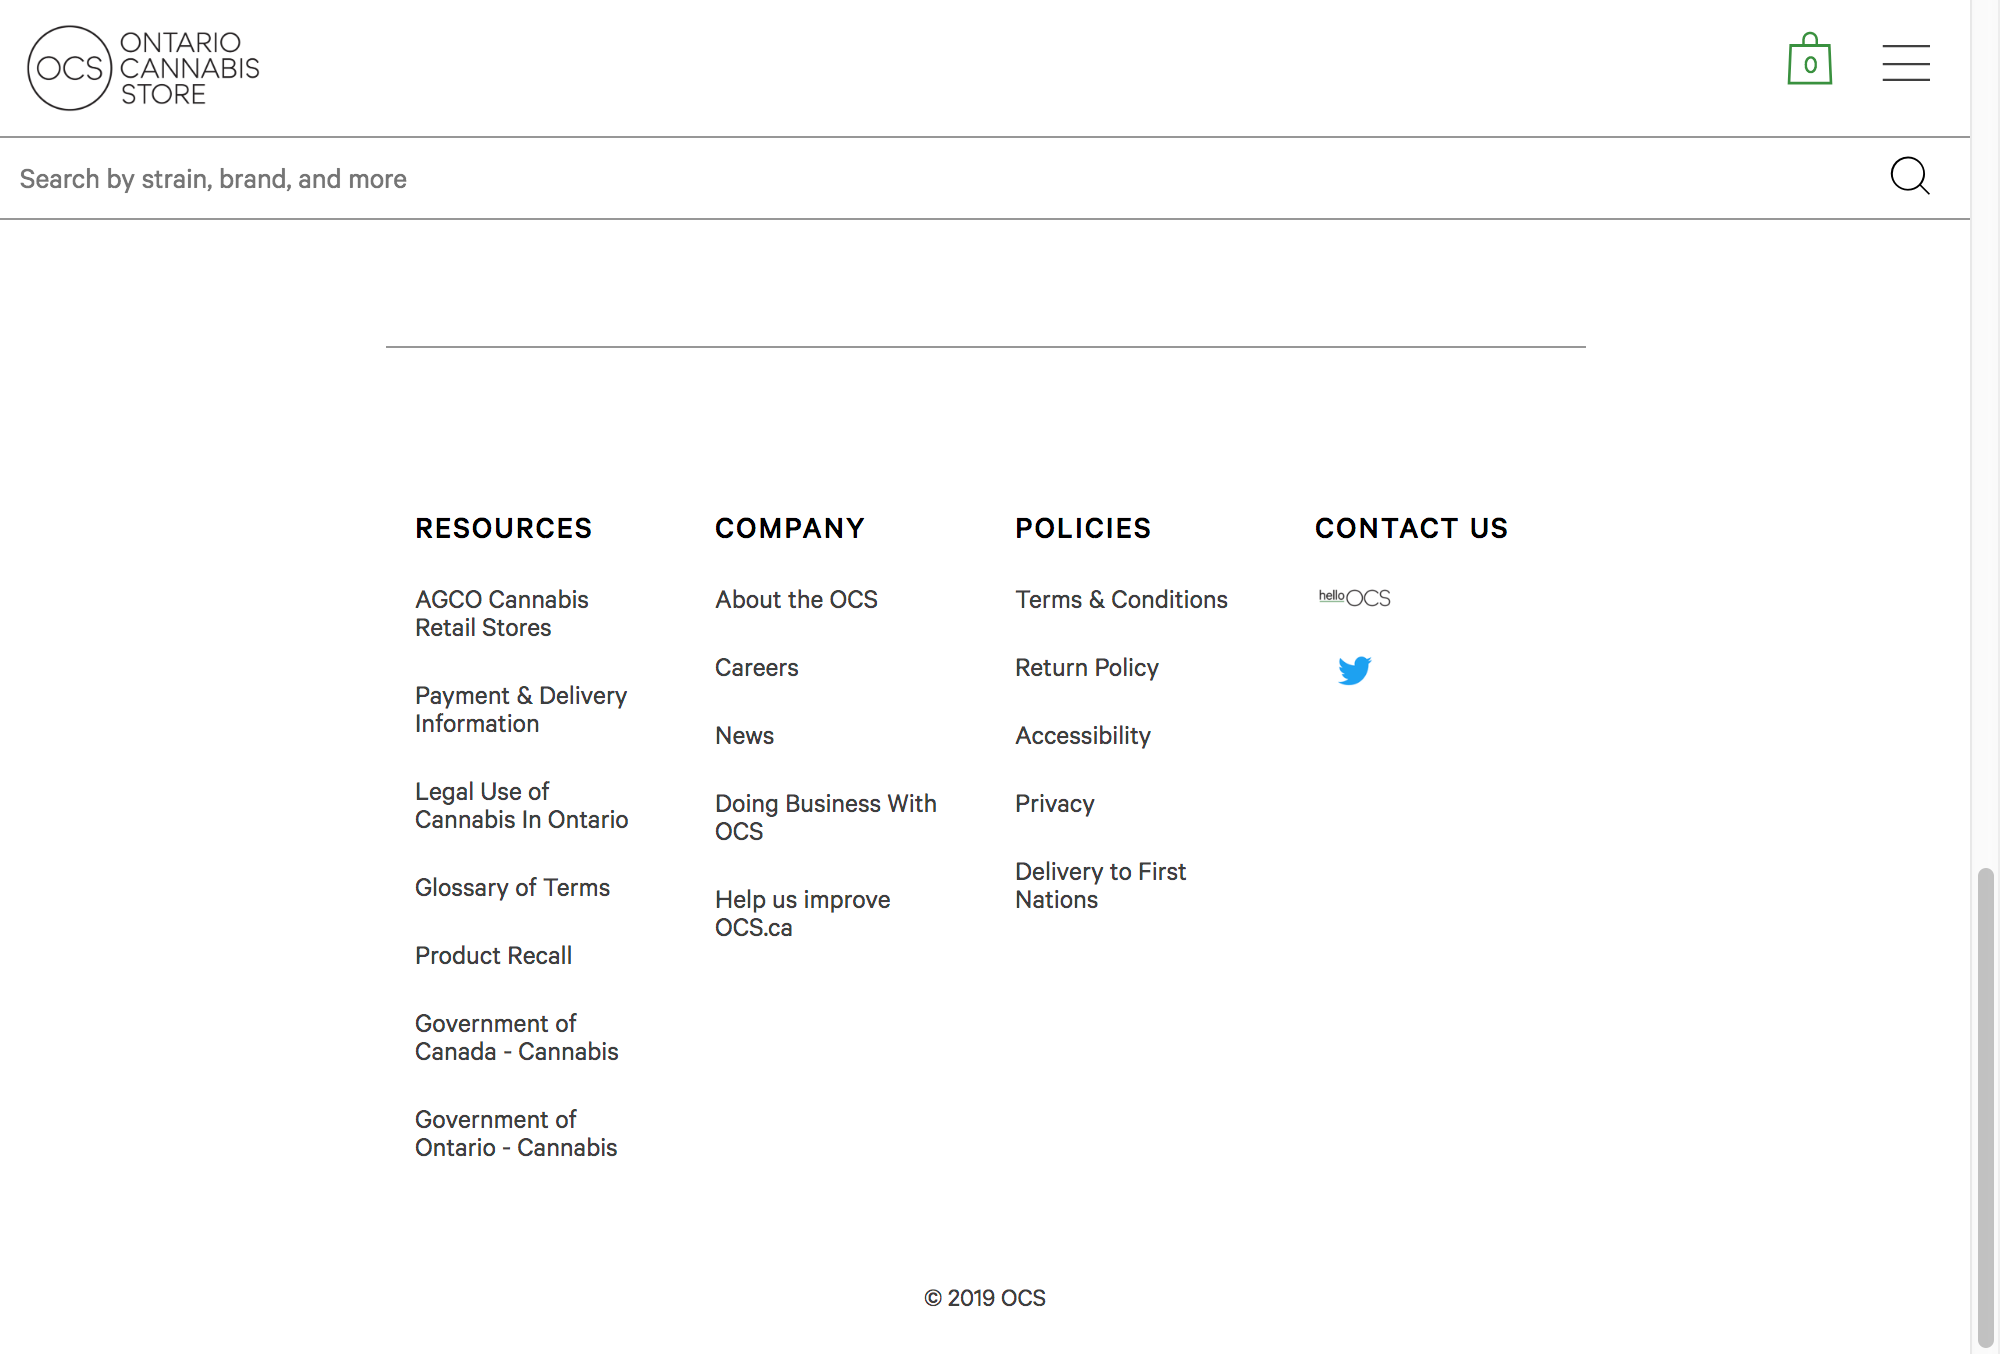 OCS
ONTARIO
CANNABIS
STORE
0
Search by strain, brand, and more
RESOURCES
AGCO Cannabis
Retail Stores
Payment & Delivery
Information
Legal Use of
Cannabis In Ontario
Glossary of Terms
Product Recall
Government of
Canada - Cannabis
Government of
Ontario - Cannabis
COMPANY
About the OCS
Careers
News
Doing Business With
OCS
Help us improve
OCS.ca
POLICIES
Terms & Conditions
Return Policy
Accessibility
Privacy
Delivery to First
Nations
CONTACT US
hello OCS
© 2019 OCS